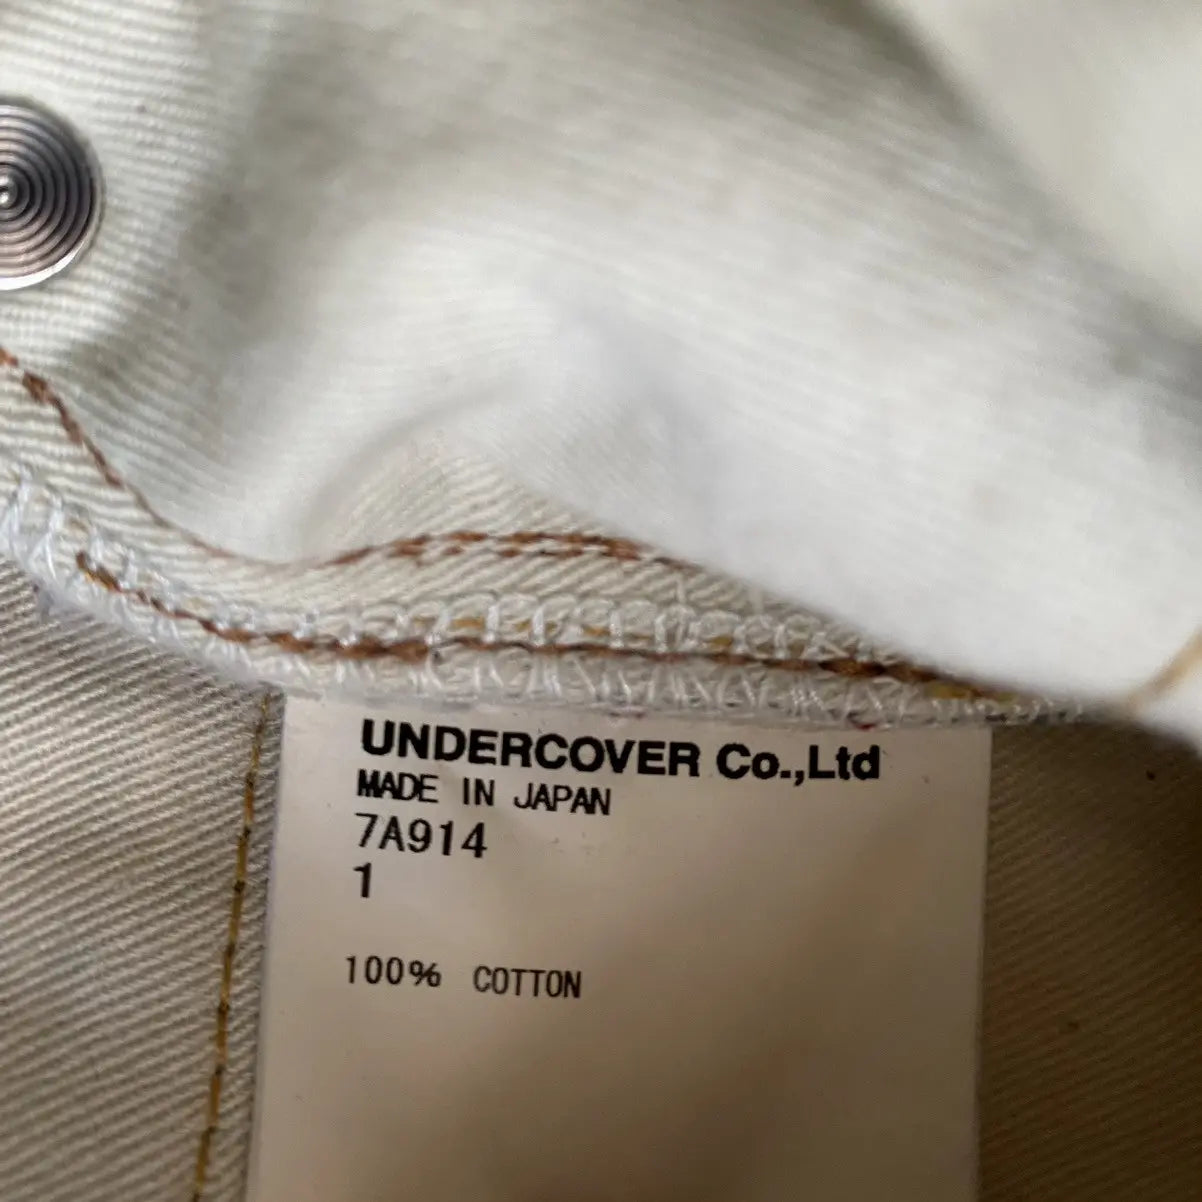 UNDERCOVER Co.,Ltd
MADE IN JAPAN
7A914
1
100% COTTON